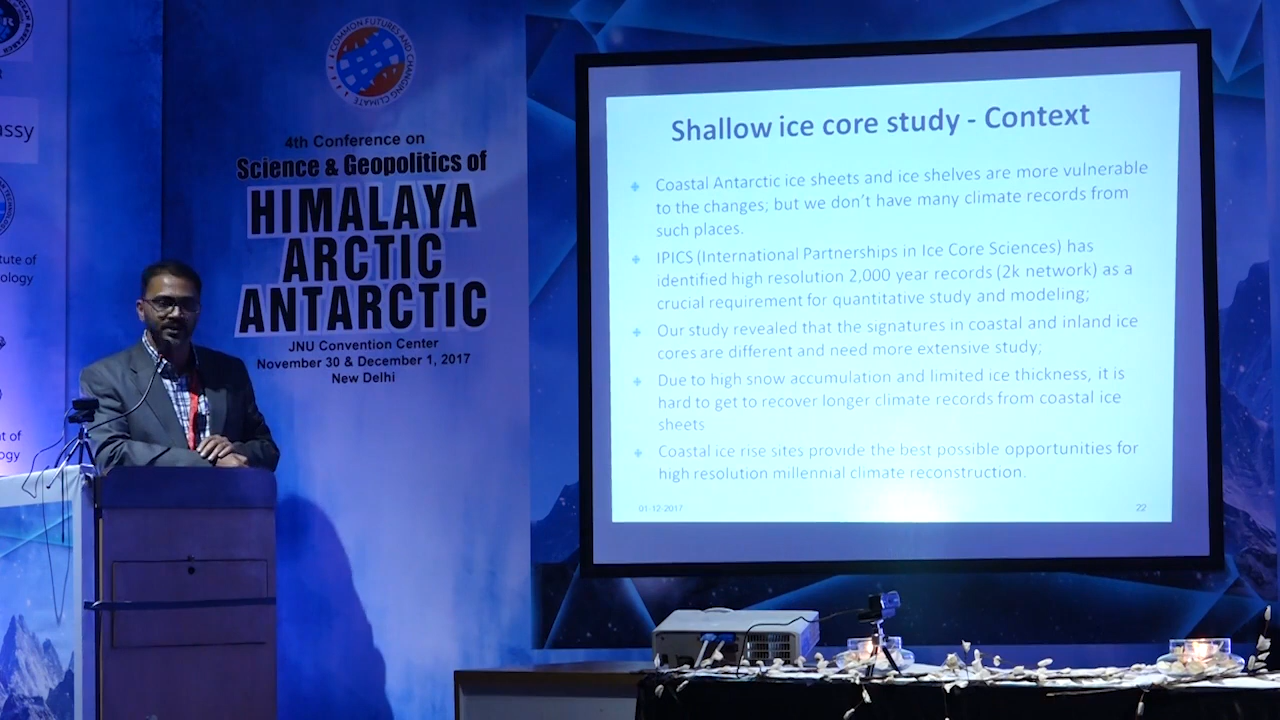 COMMON FUTURES AND CHANGING CLIMATE
4th Conference on
Science & Geopolitics of
HIMALAYA
ARCTIC
ANTARCTIC
JNU Convention Center
November 30 & December 1, 2017
New Delhi
Shallow ice core study - Context
Coastal Antarctic ice sheets and ice shelves are more vulnerable
to the changes; but we don't have many climate records from
such places.
IPICS (International Partnerships in Ice Core Sciences) has
identified high resolution 2,000 year records (2k network) as a
crucial requirement for quantitative study and modeling;
Our study revealed that the signatures in coastal and inland ice
cores are different and need more extensive study;
Due to high snow accumulation and limited ice thickness, it is
hard to get to recover longer climate records from coastal ice
sheets
Coastal ice rise sites provide the best possible opportunities for
high resolution millennial climate reconstruction.
01-12-2017
22